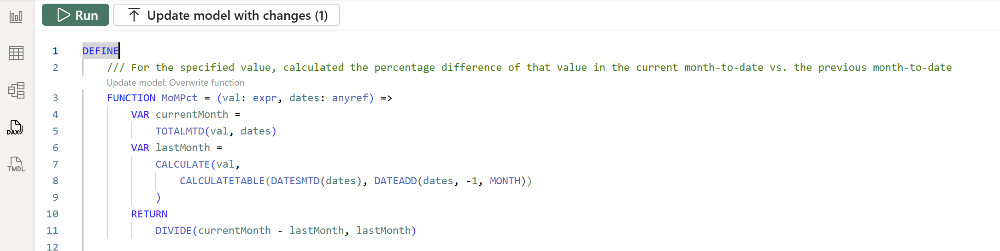 Run
Update model with changes (1)
1 DEFINE
2 /// For the specified value, calculated the percentage difference of that value in the current month-to-date vs. the previous month-to-date
Update model: Overwrite function
3 FUNCTION MoMPct = (val: expr, dates: anyref) =>
4 VAR currentMonth =
5 TOTALMTD(val, dates)
6 VAR lastMonth =
7 CALCULATE(val,
8 CALCULATETABLE(DATESMTD(dates), DATEADD(dates, -1, MONTH))
9 )
10 RETURN
11 DIVIDE(currentMonth - lastMonth, lastMonth)
12
DAX
TMDL